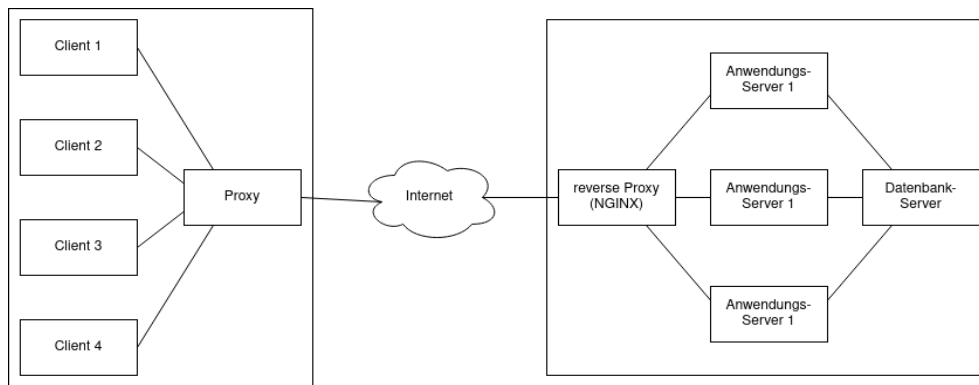 Client 1
Client 2
Client 3
Client 4
Proxy
Internet
reverse Proxy
(NGINX)
Anwendungs-
Server 1
Anwendungs-
Server 1
Anwendungs-
Server 1
Datenbank-
Server